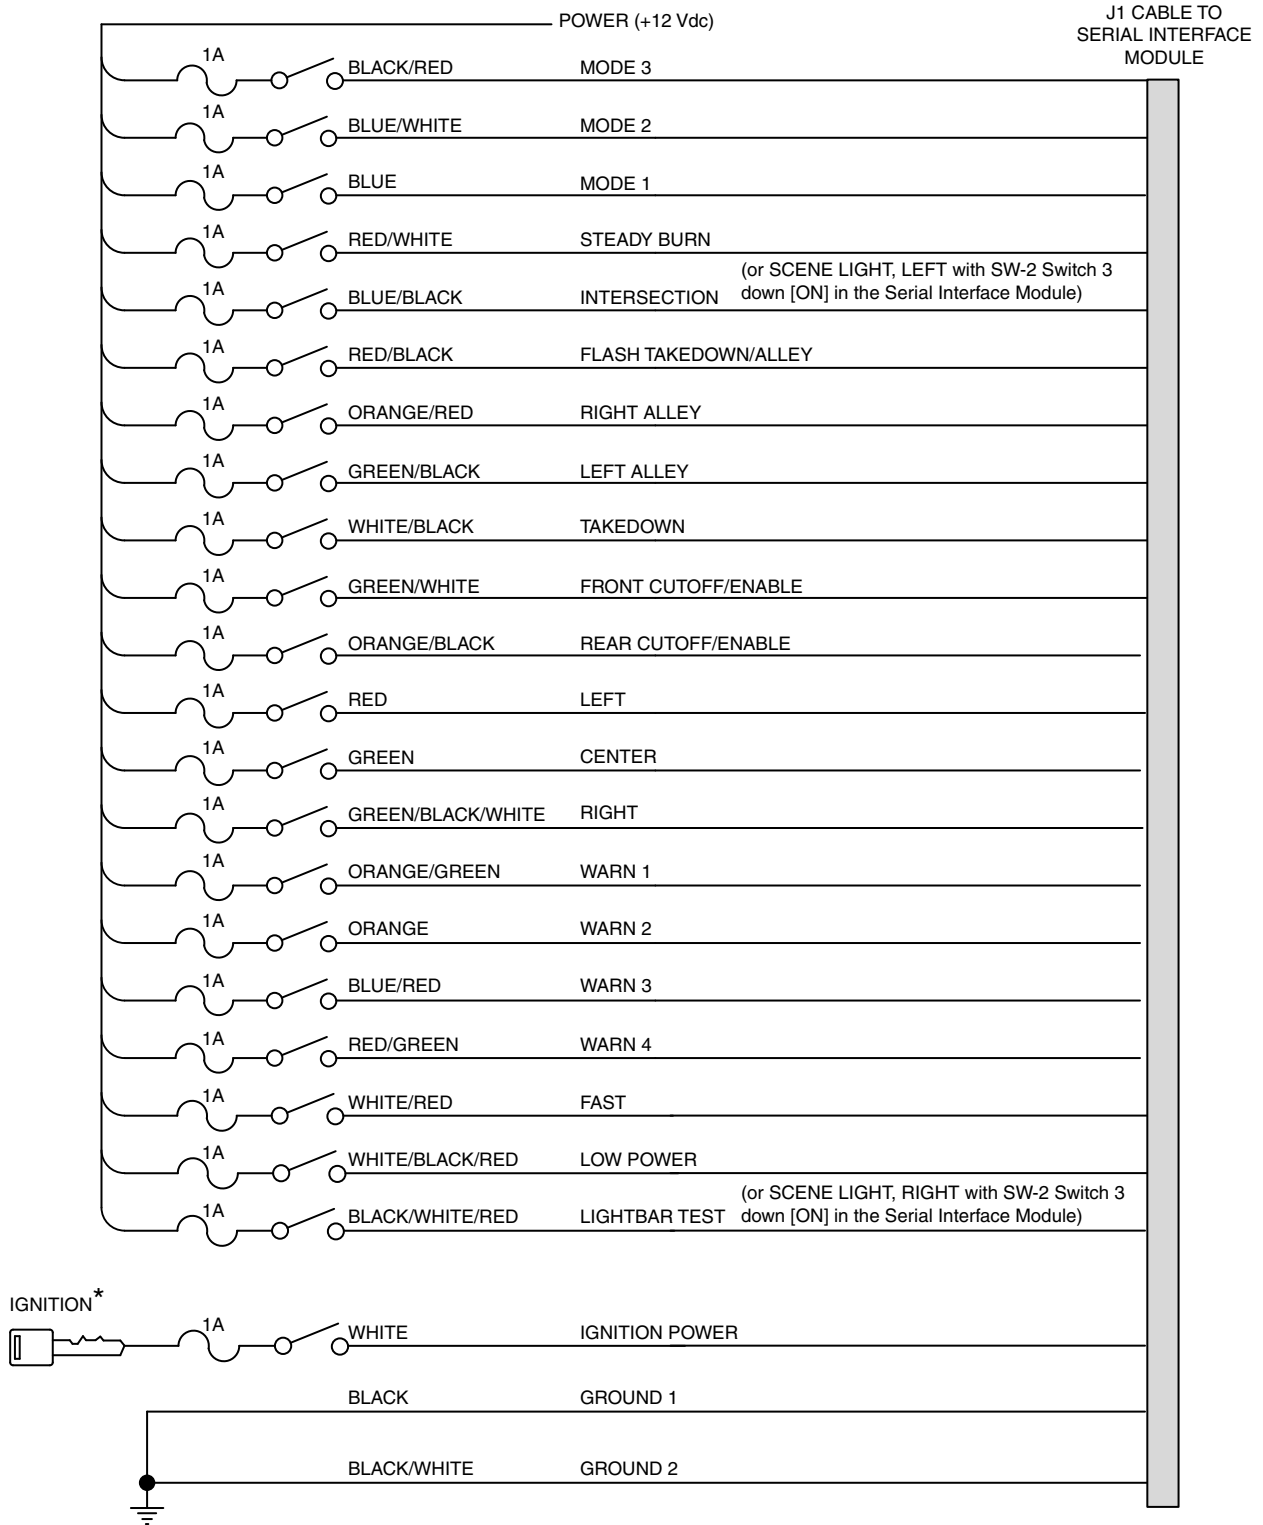 POWER (+12 Vdc)
J1 CABLE TO
SERIAL INTERFACE
MODULE
1A BLACK/RED MODE 3
1A BLUE/WHITE MODE 2
1A BLUE MODE 1
1A RED/WHITE STEADY BURN
(or SCENE LIGHT, LEFT with SW-2 Switch 3
down [ON] in the Serial Interface Module)
1A BLUE/BLACK INTERSECTION
1A RED/BLACK FLASH TAKEDOWN/ALLEY
1A ORANGE/RED RIGHT ALLEY
1A GREEN/BLACK LEFT ALLEY
1A WHITE/BLACK TAKEDOWN
1A GREEN/WHITE FRONT CUTOFF/ENABLE
1A ORANGE/BLACK REAR CUTOFF/ENABLE
1A RED LEFT
1A GREEN CENTER
1A GREEN/BLACK/WHITE RIGHT
1A ORANGE/GREEN WARN 1
1A ORANGE WARN 2
1A BLUE/RED WARN 3
1A RED/GREEN WARN 4
1A WHITE/RED FAST
1A WHITE/BLACK/RED LOW POWER
(or SCENE LIGHT, RIGHT with SW-2 Switch 3
down [ON] in the Serial Interface Module)
1A BLACK/WHITE/RED LIGHTBAR TEST
IGNITION*
1A WHITE IGNITION POWER
BLACK GROUND 1
BLACK/WHITE GROUND 2